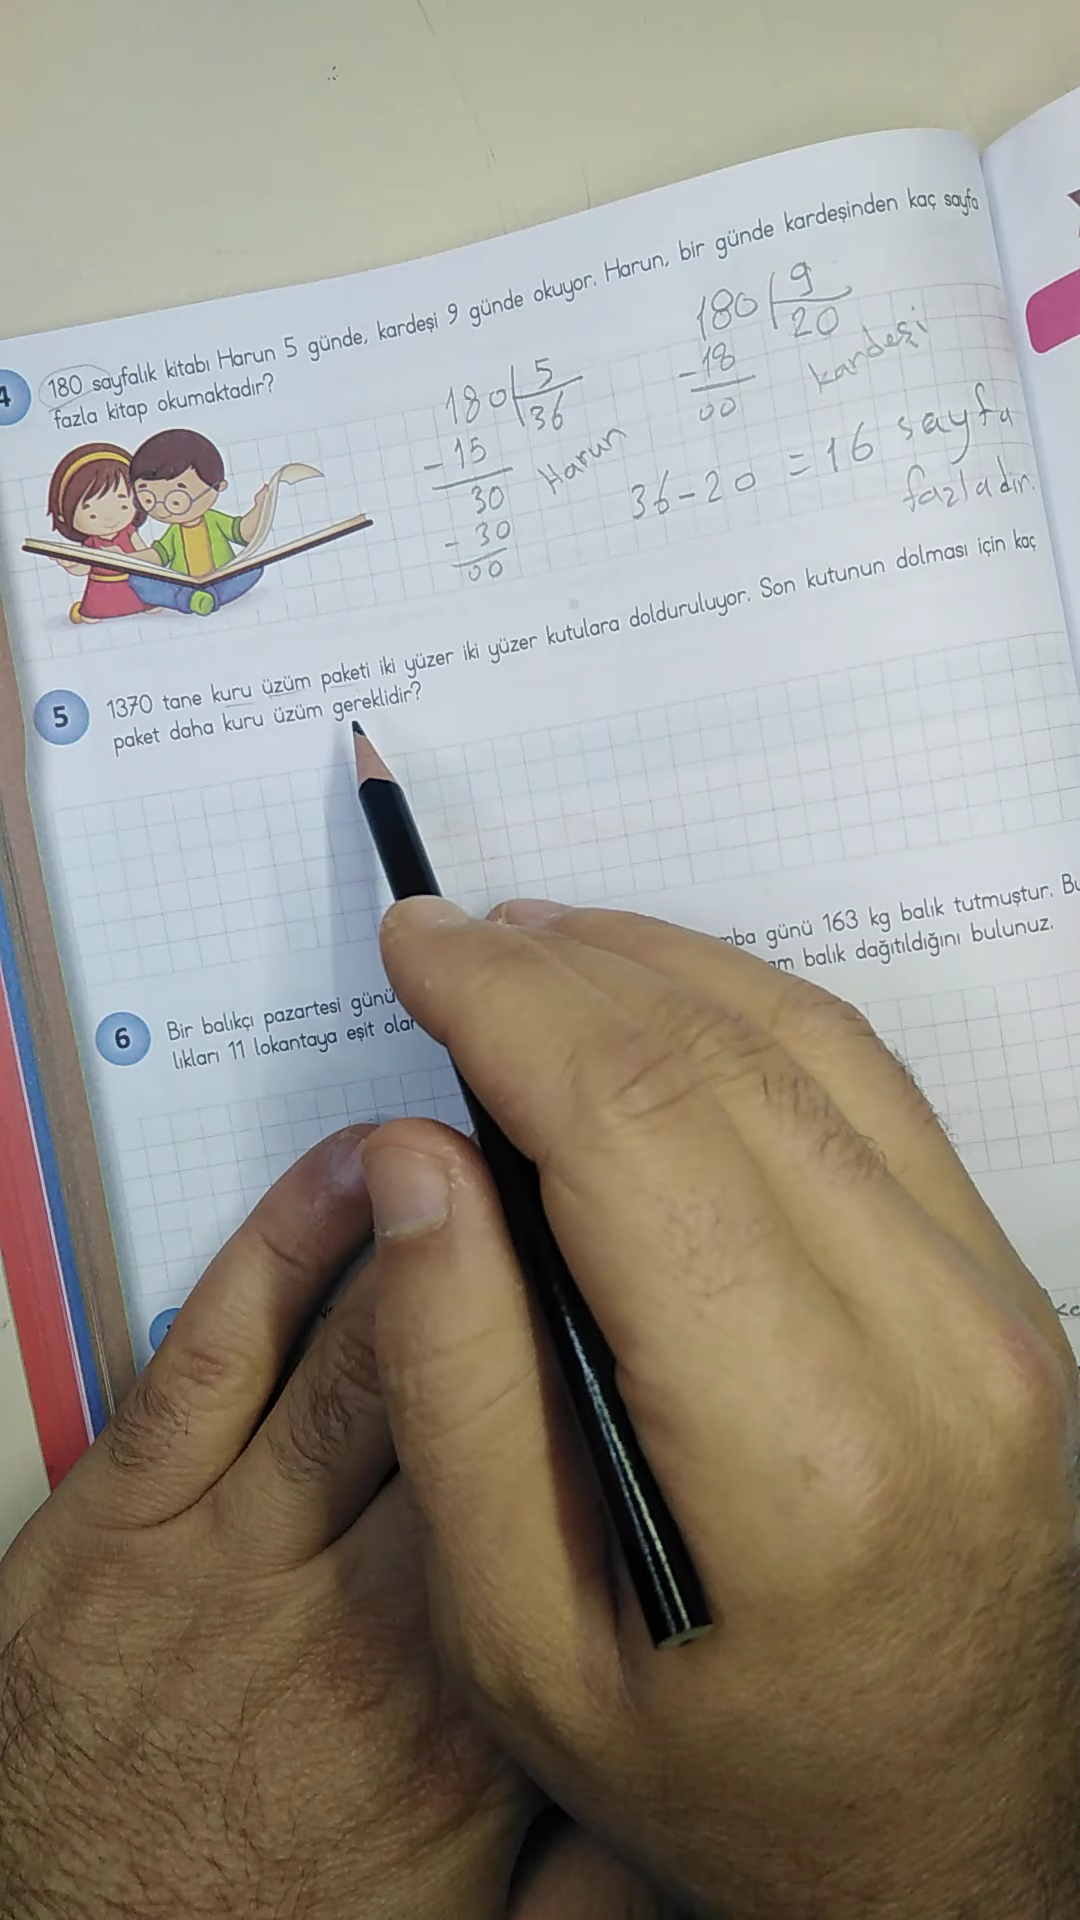 4
180 sayfalık kitabı Harun 5 günde, kardeşi 9 günde okuyor. Harun, bir günde kardeşinden kaç sayfa
fazla kitap okumaktadır?
180 5
36
- 15
30
- 30
00
Harun
180 9
20
- 18
00
kardeşi
36 - 20 = 16 sayfa
fazladır.
5
1370 tane kuru üzüm paketi iki yüzer iki yüzer kutulara dolduruluyor. Son kutunun dolması için kaç
paket daha kuru üzüm gereklidir?
6
Bir balıkçı pazartesi günü
günü 163 kg balık tutmuştur.
lıkları 11 lokantaya eşit
balık dağıtıldığını bulunuz.